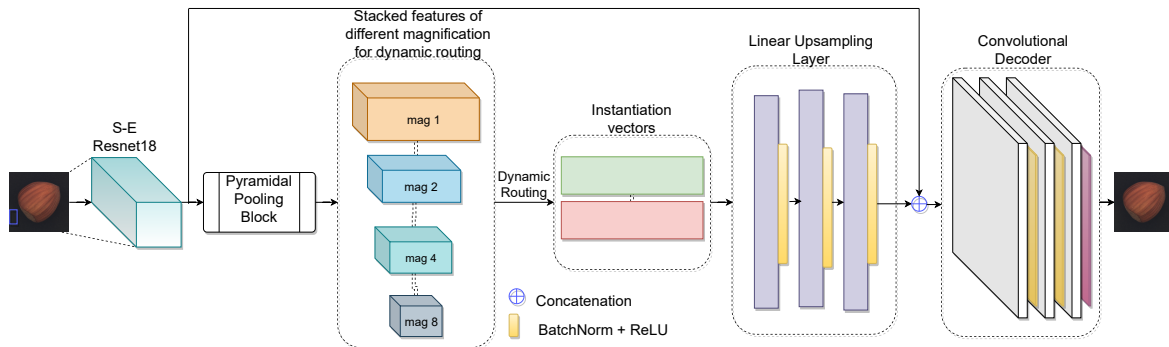 Stacked features of
different magnification
for dynamic routing
S-E
Resnet18
Pyramidal
Pooling
Block
mag 1
mag 2
mag 4
mag 8
Dynamic
Routing
Instantiation
vectors
Concatenation
BatchNorm + ReLU
Linear Upsampling
Layer
Convolutional
Decoder